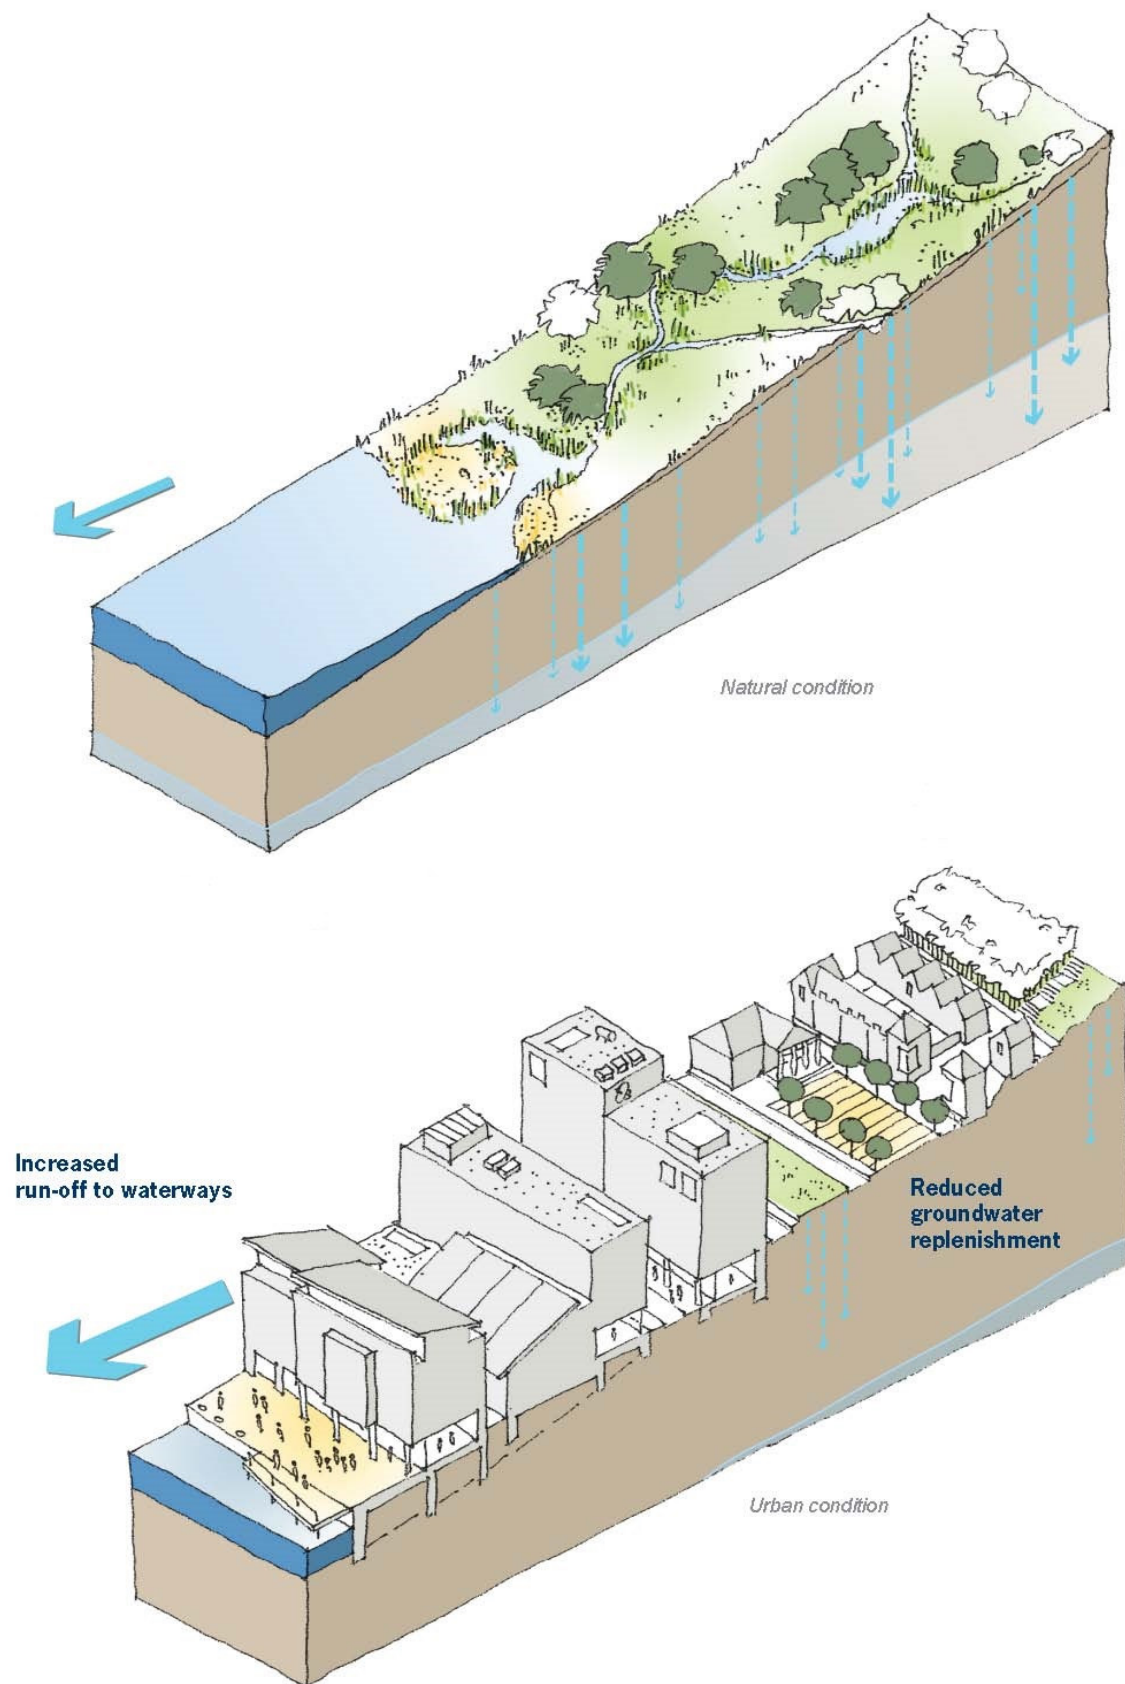 Natural condition
Increased
run-off to waterways
Reduced
groundwater
replenishment
Urban condition